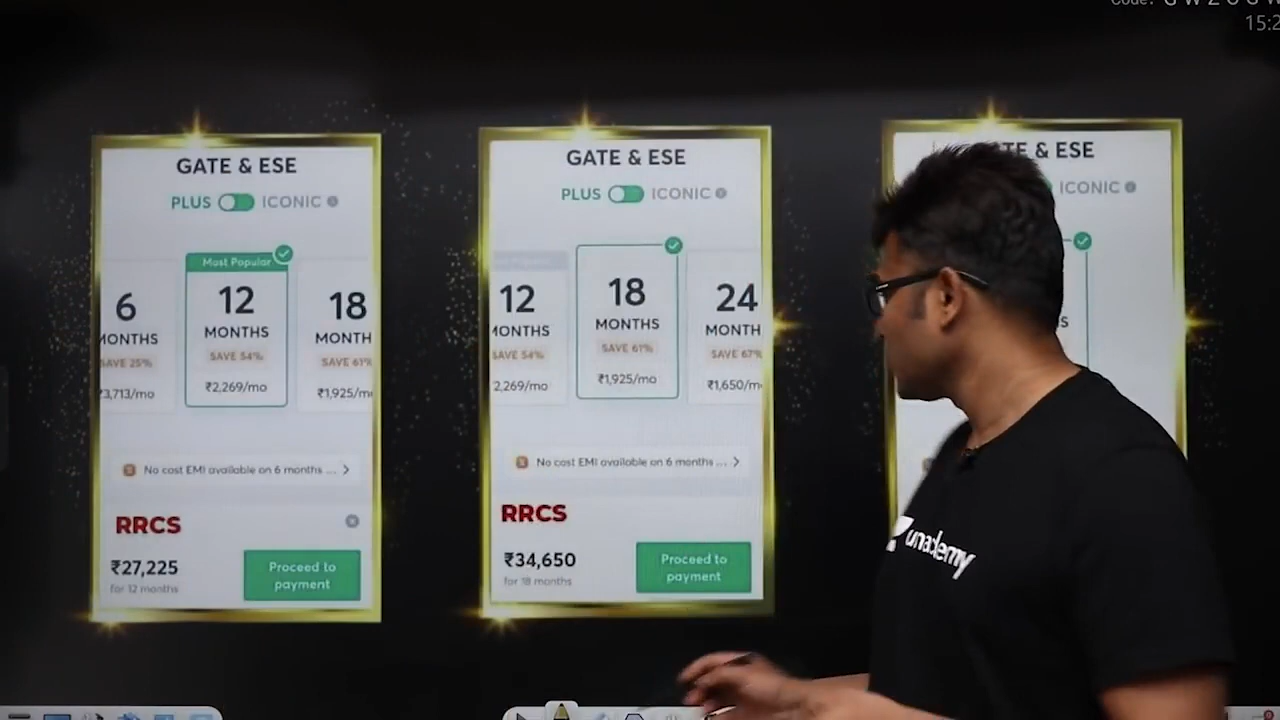 15:2
GATE & ESE
PLUS ICONIC
6
MONTHS
SAVE 25%
₹3,713/mo
Most Popular
12
MONTHS
SAVE 54%
₹2,269/mo
18
MONTH
SAVE 61%
₹1,925/m
No cost EMI available on 6 months ...
RRCS
₹27,225
for 12 months
Proceed to
payment
GATE & ESE
PLUS ICONIC
12
MONTHS
SAVE 54%
2,269/mo
18
MONTHS
SAVE 61%
₹1,925/mo
24
MONTH
SAVE 67%
₹1,650/m
No cost EMI available on 6 months ...
RRCS
₹34,650
for 18 months
Proceed to
payment
TE & ESE
ICONIC
S
unacademy